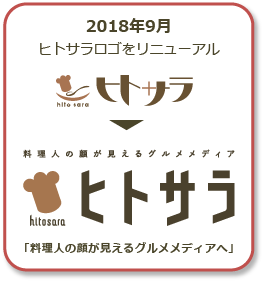 2018年9月
ヒトサラロゴをリニューアル
hito sara
ヒトサラ
料理人の顔が見えるグルメメディア
hitosara
ヒトサラ
「料理人の顔が見えるグルメメディアへ」